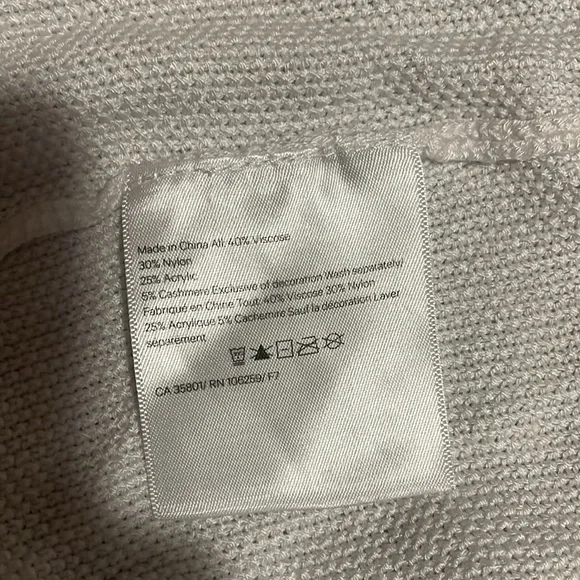 Made in China All: 40% Viscose
30% Nylon
25% Acrylic
5% Cashmere Exclusive of decoration Wash separately/
Fabriqué en Chine Tout: 40% Viscose 30% Nylon
25% Acrylique 5% Cachemire Sauf la décoration Laver
séparement
CA 35801/ RN 106259/ F7